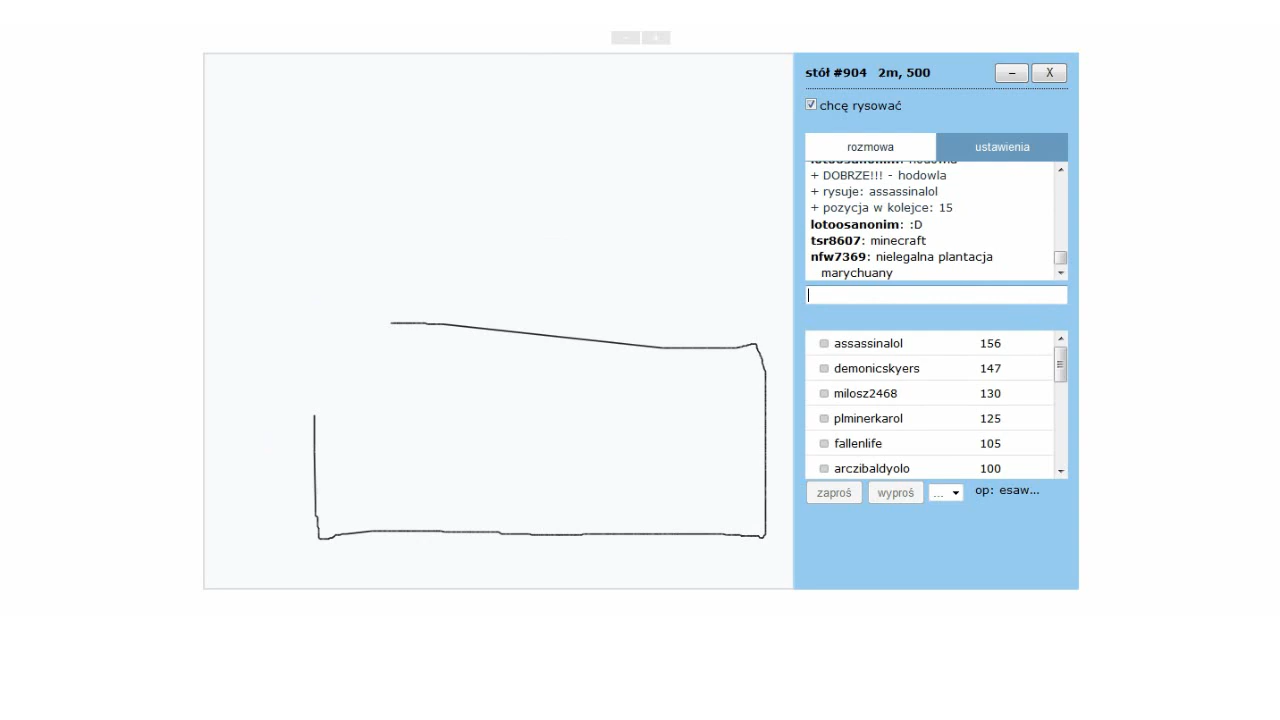 stół #904 2m, 500
–
X
chcę rysować
rozmowa
ustawienia
lotoosanonim: hodowla
+ DOBRZE!!! - hodowla
+ rysuje: assassinalol
+ pozycja w kolejce: 15
lotoosanonim: :D
tsr8607: minecraft
nfw7369: nielegalna plantacja
marychuany
assassinalol 156
demonicskyers 147
milosz2468 130
plminerkarol 125
fallenlife 105
arczibaldyolo 100
zaproś
wyproś
...
op: esaw...